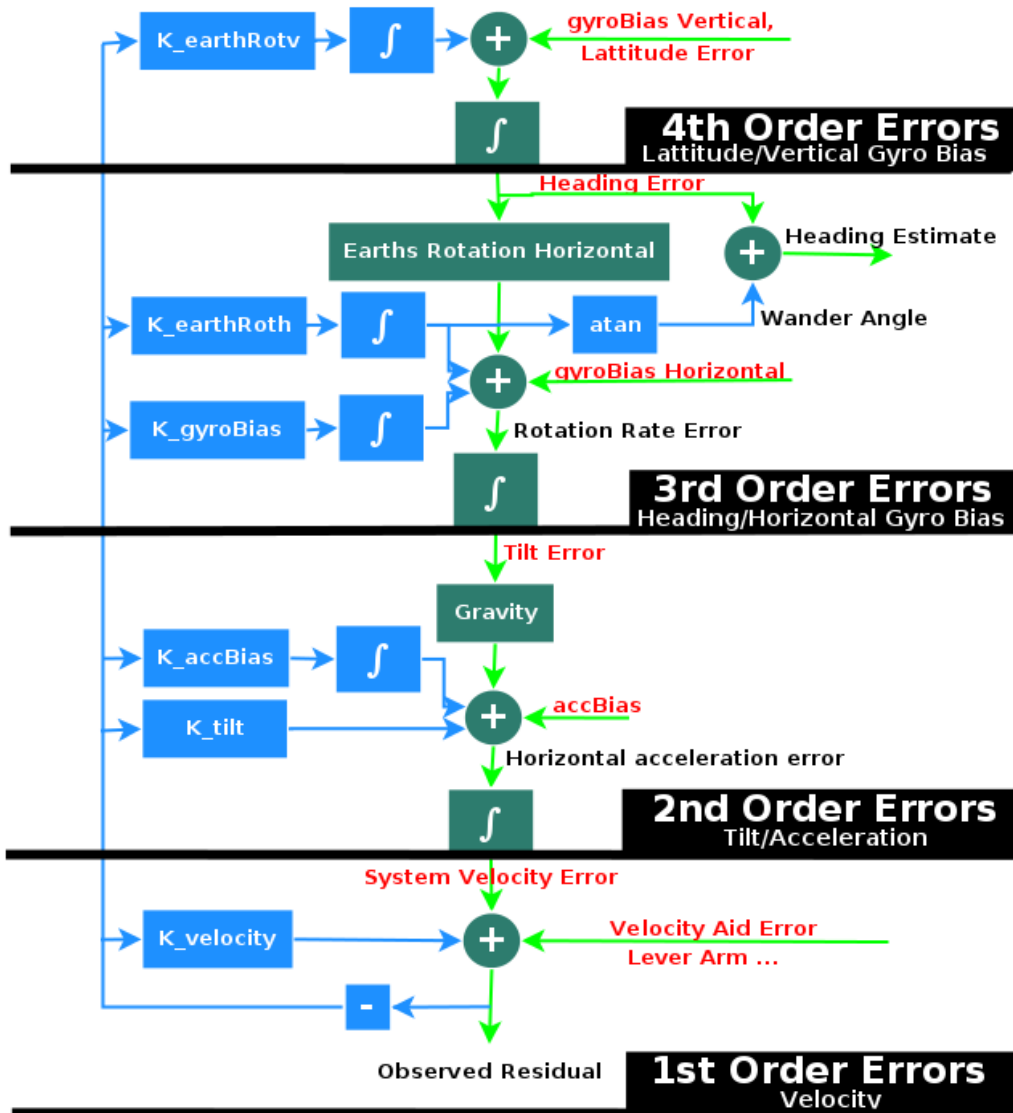 K_earthRotv
∫
+
gyroBias Vertical,
Lattitude Error
∫
4th Order Errors
Lattitude/Vertical Gyro Bias
Heading Error
Earths Rotation Horizontal
+
Heading Estimate
K_earthRoth
∫
atan
Wander Angle
+
gyroBias Horizontal
K_gyroBias
∫
Rotation Rate Error
∫
3rd Order Errors
Heading/Horizontal Gyro Bias
Tilt Error
Gravity
K_accBias
∫
+
accBias
K_tilt
Horizontal acceleration error
∫
2nd Order Errors
Tilt/Acceleration
System Velocity Error
K_velocity
+
Velocity Aid Error
Lever Arm ...
-
Observed Residual
1st Order Errors
Velocity